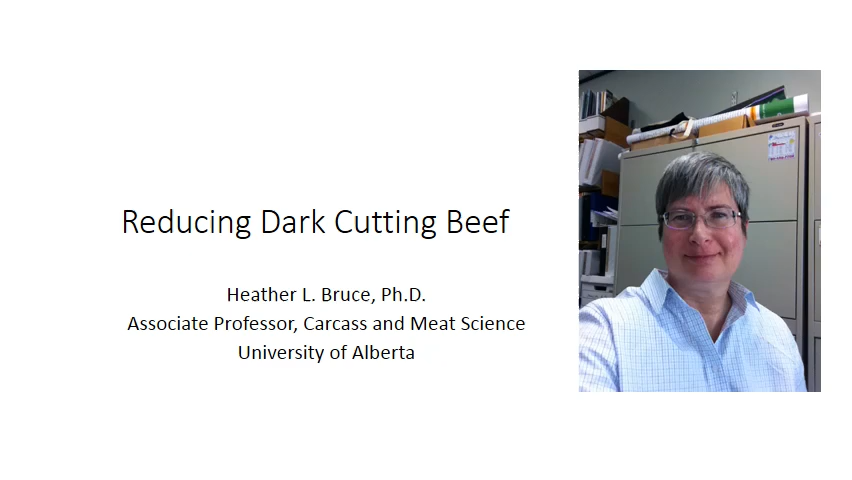 Reducing Dark Cutting Beef
Heather L. Bruce, Ph.D.
Associate Professor, Carcass and Meat Science
University of Alberta